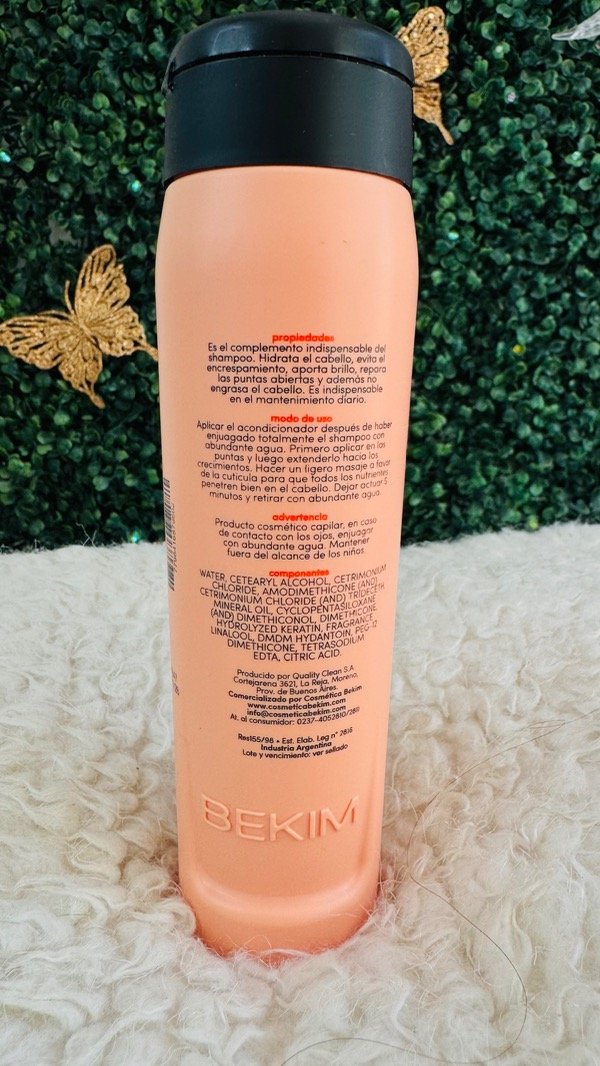 propiedades
Es el complemento indispensable del
shampoo. Hidrata el cabello, evita el
encrespamiento, aporta brillo, repara
las puntas abiertas y además no
engrasa el cabello. Es indispensable
en el mantenimiento diario.
modo de uso
Aplicar el acondicionador después de haber
enjuagado totalmente el shampoo con
abundante agua. Primero aplicar en las
puntas y luego extenderlo hacia los
crecimientos. Hacer un ligero masaje a favor
de la cutícula para que todos los nutrientes
penetren bien en el cabello. Dejar actuar 5
minutos y retirar con abundante agua.
advertencia
Producto cosmético capilar, en caso
de contacto con los ojos, enjuagar
con abundante agua. Mantener
fuera del alcance de los niños.
componentes
WATER, CETEARYL ALCOHOL, CETRIMONIUM
CHLORIDE, AMODIMETHICONE (AND)
CETRIMONIUM CHLORIDE (AND) TRIDECETH,
MINERAL OIL, CYCLOPENTASILOXANE
(AND) DIMETHICONOL, DIMETHICONE,
HYDROLYZED KERATIN, FRAGRANCE,
LINALOOL, DMDM HYDANTOIN, PEG-12
DIMETHICONE, TETRASODIUM
EDTA, CITRIC ACID.
Producido por Quality Clean S.A
Cortejarena 3621, La Reja, Moreno,
Prov. de Buenos Aires.
Comercializado por Cosmética Bekim
www.cosmeticabekim.com
info@cosmeticabekim.com
At. al consumidor: 0237-4052810/2811
Res155/98 • Est. Elab. Leg n° 2816
Industria Argentina
Lote y vencimiento: ver sellado
BEKIM